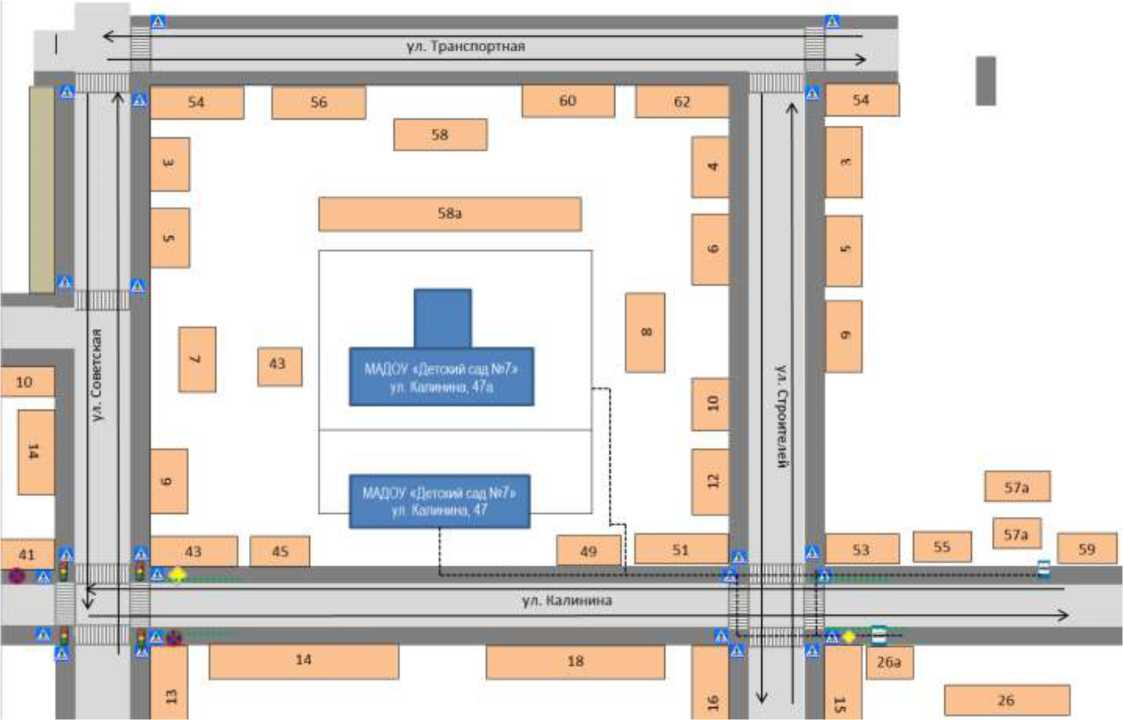 ул. Транспортная
54
56
60
62
54
58
3
4
3
58а
5
6
5
8
6
7
43
МАДОУ «Детский сад №7»
ул. Калинина, 47а
10
ул. Советская
ул. Строителей
10
14
9
12
МАДОУ «Детский сад №7»
ул. Калинина, 47
57а
57а
41
43
45
49
51
53
55
59
ул. Калинина
14
18
26а
13
16
15
26